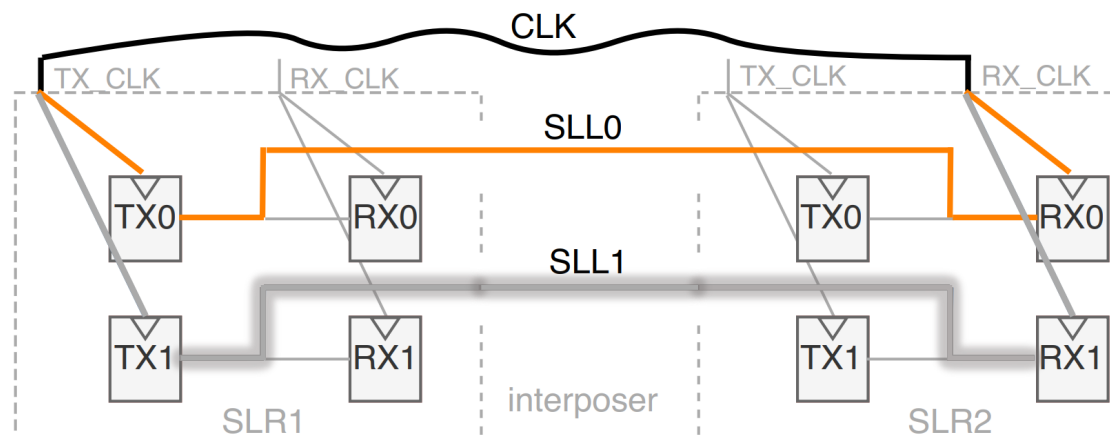 CLK
TX_CLK
RX_CLK
TX_CLK
RX_CLK
SLL0
TX0
RX0
TX0
RX0
SLL1
TX1
RX1
TX1
RX1
interposer
SLR1
SLR2